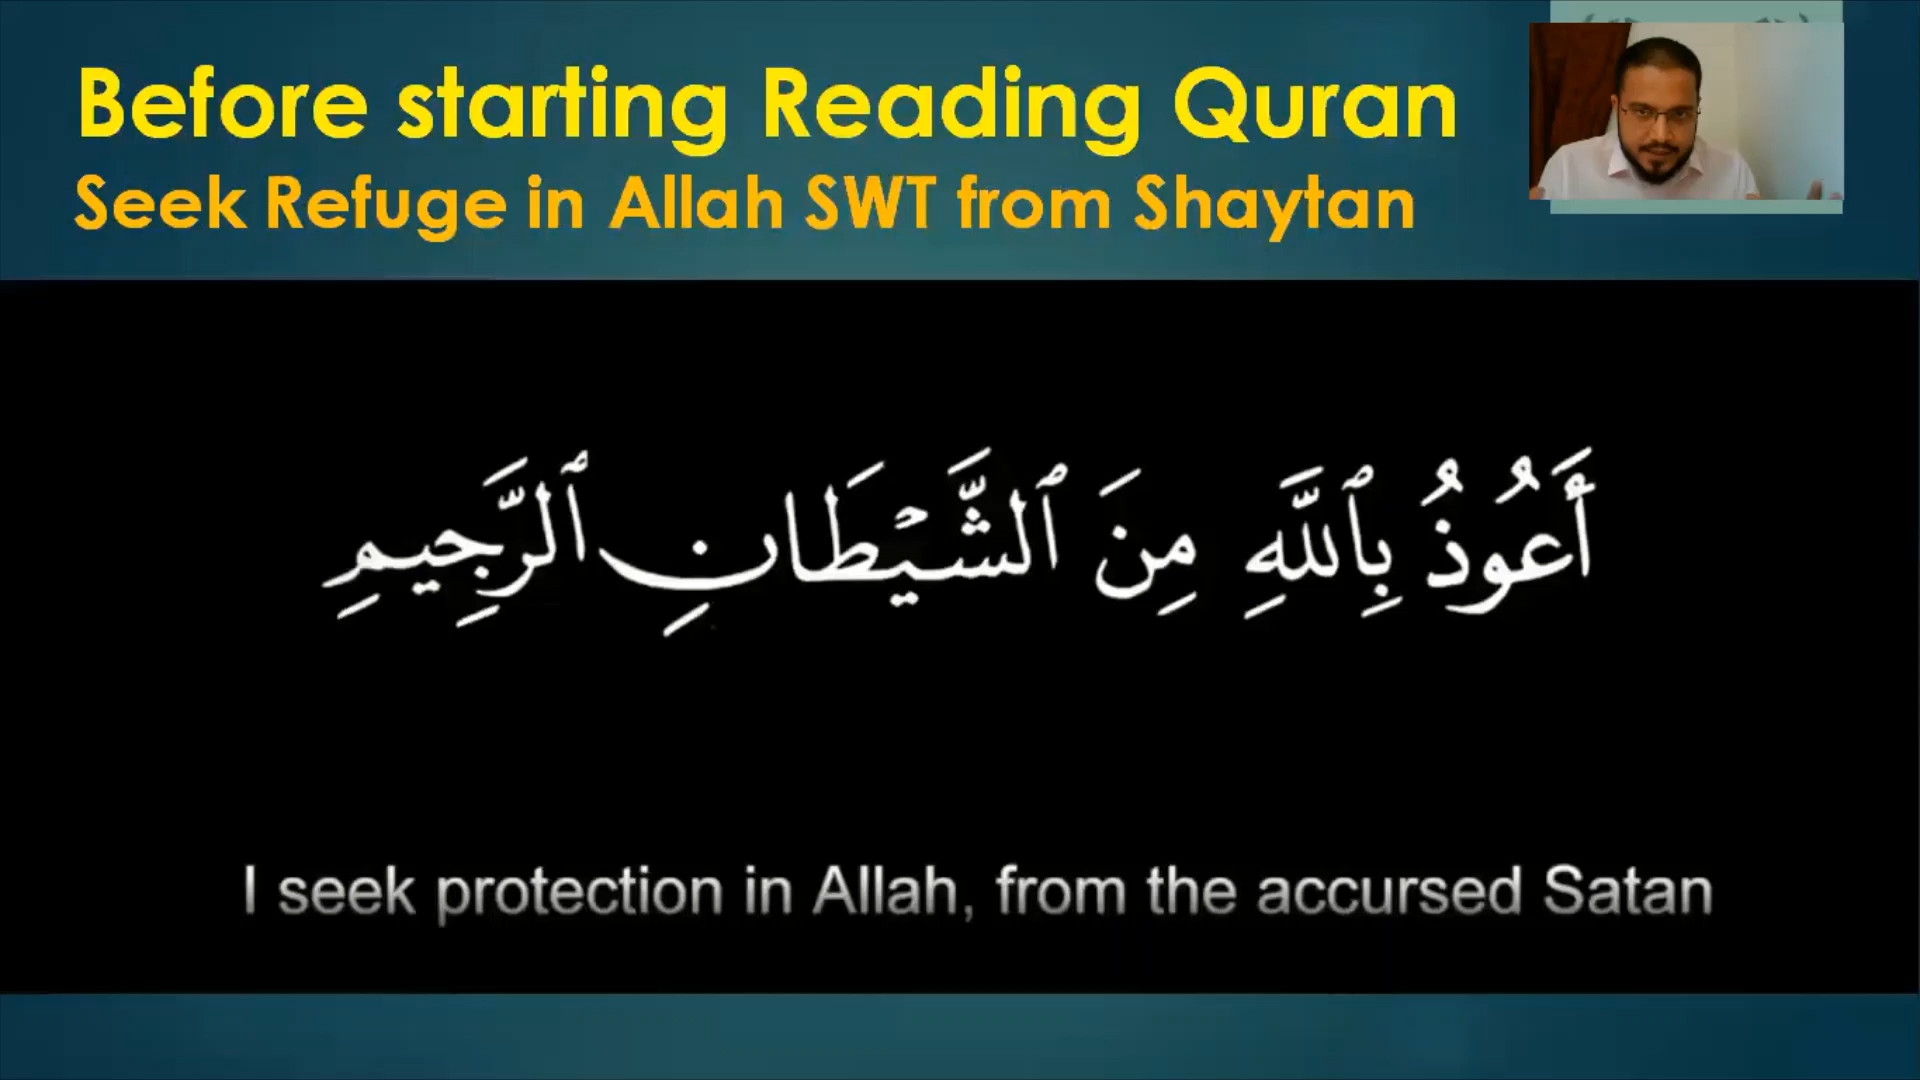 Before starting Reading Quran
Seek Refuge in Allah SWT from Shaytan
أَعُوذُ بِٱللَّهِ مِنَ ٱلشَّيْطَانِ ٱلرَّجِيمِ
I seek protection in Allah, from the accursed Satan